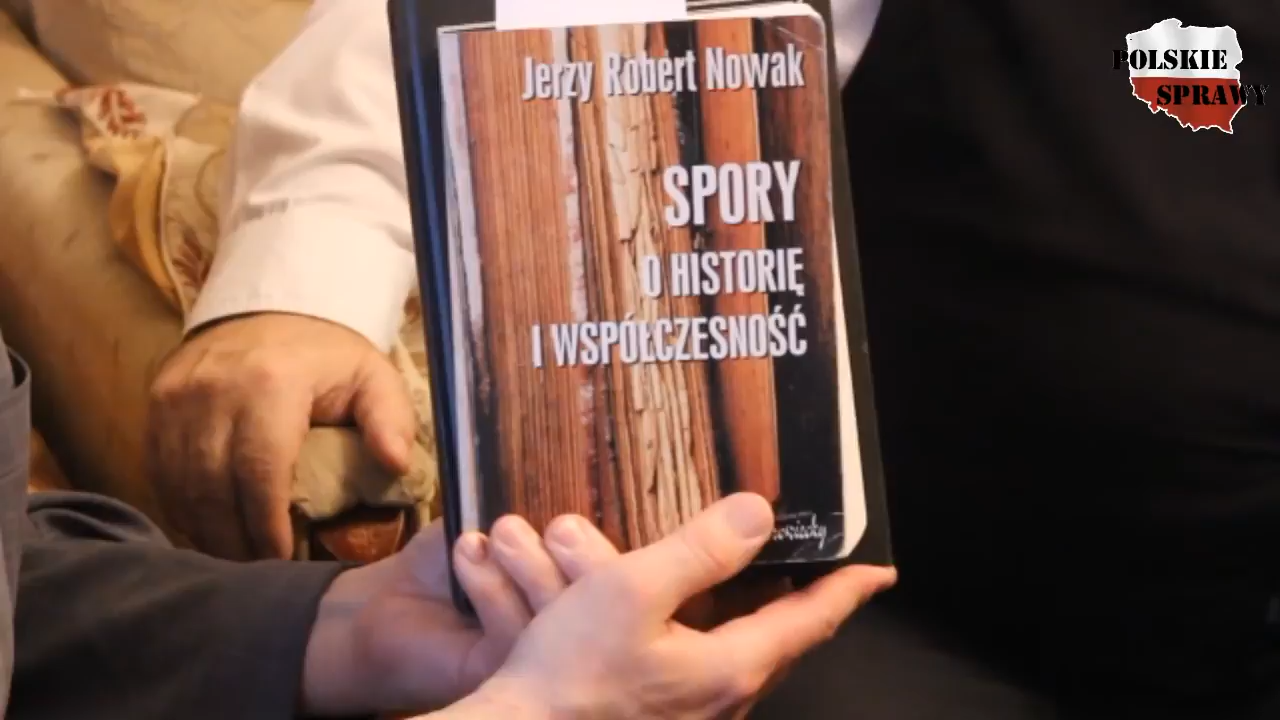 Jerzy Robert Nowak
SPORY
O HISTORIĘ
I WSPÓŁCZESNOŚĆ
POLSKIE
SPRAWY